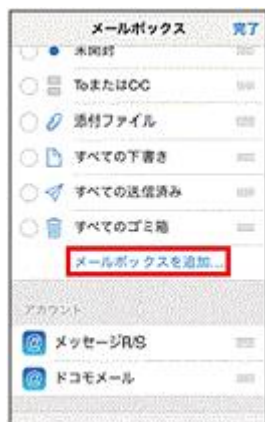 メールボックス 完了
未開封
ToまたはCC
添付ファイル
すべての下書き
すべての送信済み
すべてのゴミ箱
メールボックスを追加...
アカウント
メッセージR/S
ドコモメール